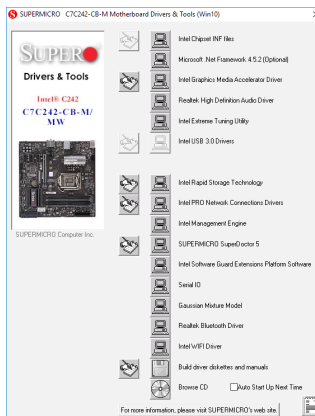 SUPERMICRO C7C242-CB-M Motherboard Drivers & Tools (Win10)
SUPERO
Drivers & Tools
Intel® C242
C7C242-CB-M/
MW
SUPERMICRO Computer Inc.
Intel Chipset INF files
Microsoft .Net Framework 4.5.2 (Optional)
Intel Graphics Media Accelerator Driver
Realtek High Definition Audio Driver
Intel Extreme Tuning Utility
Intel USB 3.0 Drivers
Intel Rapid Storage Technology
Intel PRO Network Connections Drivers
Intel Management Engine
SUPERMICRO SuperDoctor 5
Intel Software Guard Extensions Platform Software
Serial IO
Gaussian Mixture Model
Realtek Bluetooth Driver
Intel WIFI Driver
Build driver diskettes and manuals
Browse CD
Auto Start Up Next Time
For more information, please visit SUPERMICRO's web site.